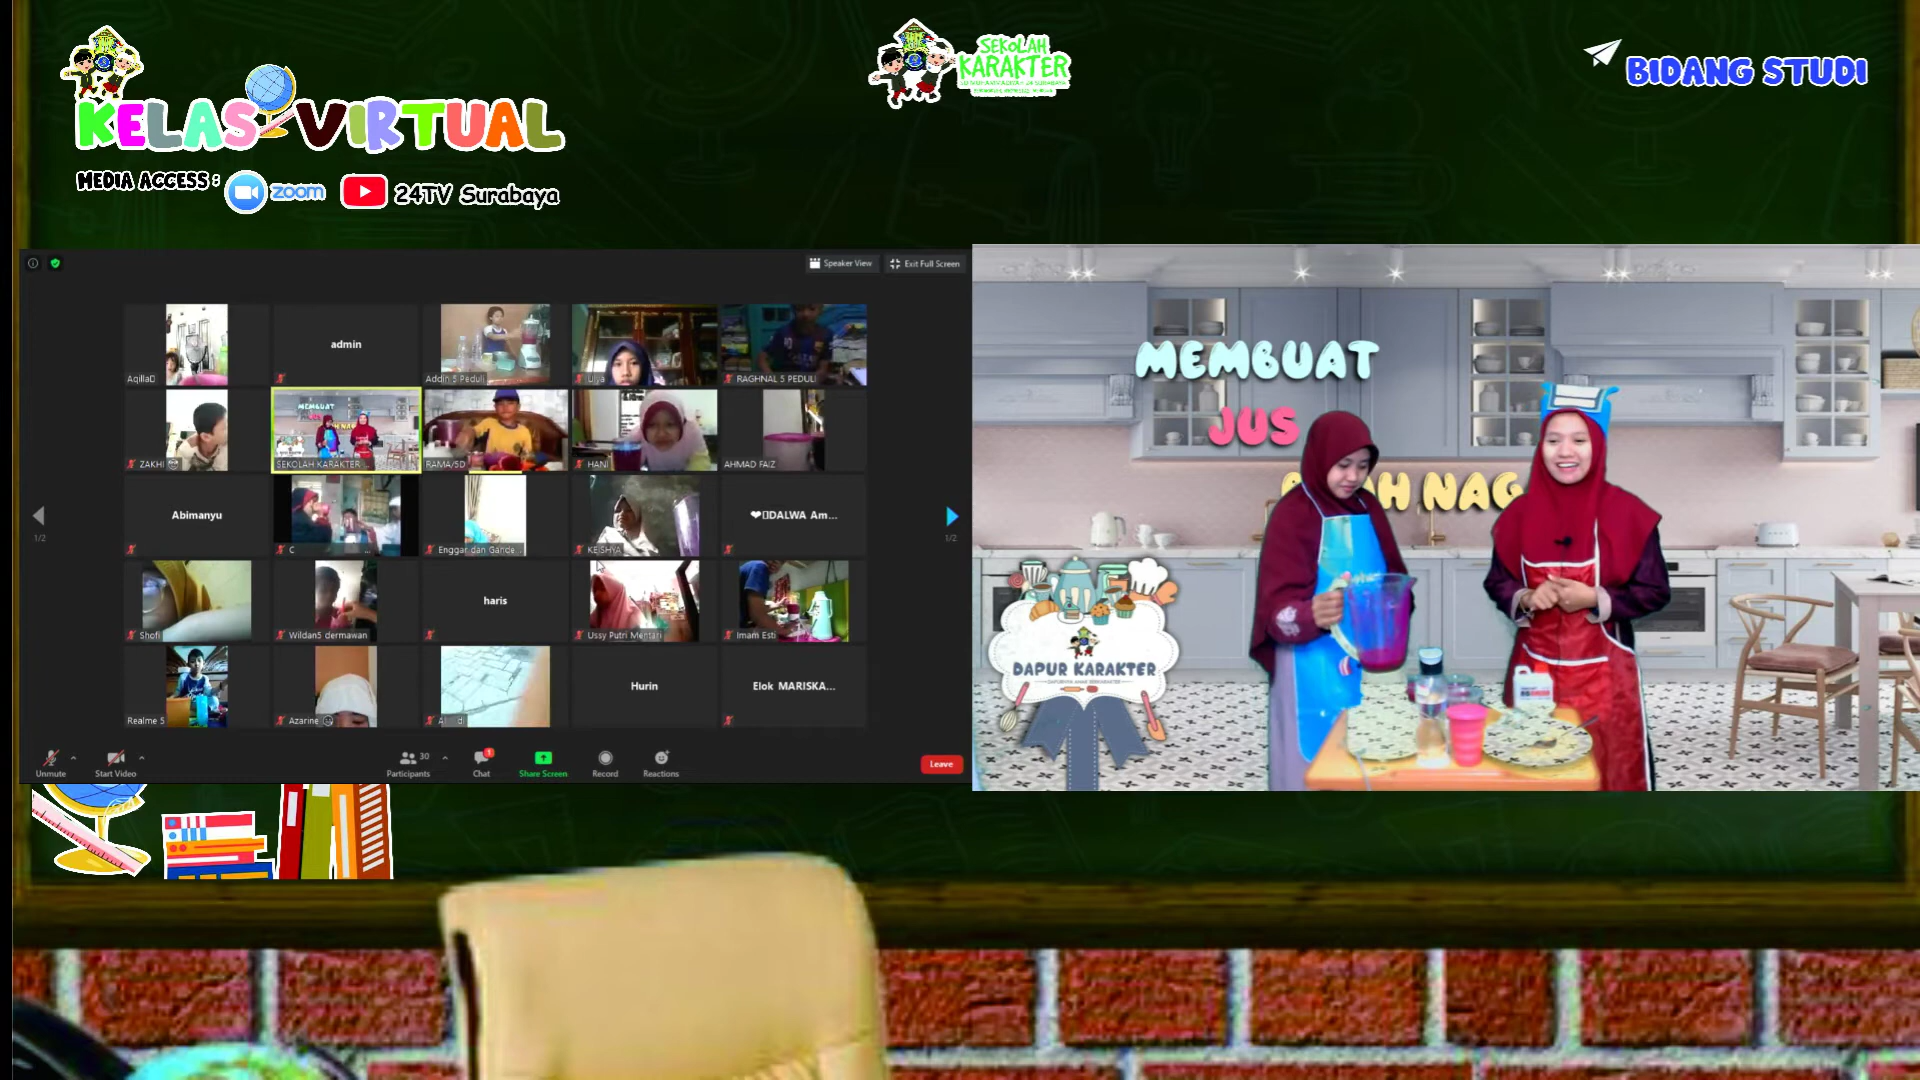 KELAS VIRTUAL
MEDIA ACCESS :
zoom
24TV Surabaya
SEKOLAH
KARAKTER
BIDANG STUDI
Speaker View
Exit Full Screen
admin
Addin 5 Peduli
Ulya
RAGHNAL 5 PEDULI
ZAKHI
SEKOLAH KARAKTER ...
RAMA/SD
HANI
AHMAD FAIZ
Abimanyu
C
Enggar dan Gande...
KEISHYA
DALWA Am...
1/2
1/2
Shofi
Wildan5 dermawan
haris
Ussy Putri Mentari
Imam Esti
Realme 5
Azarine
Hurin
Elok MARISKA...
Unmute
Start Video
30
Participants
1
Chat
Share Screen
Record
Reactions
Leave
MEMBUAT
JUS
AH NAG
DAPUR KARAKTER